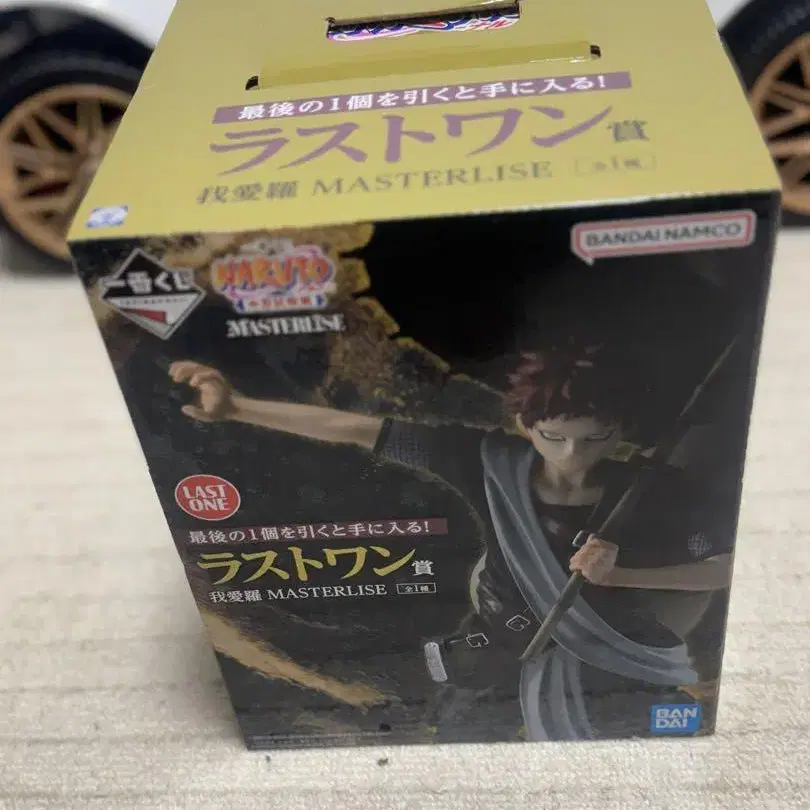 最後の1個を引くと手に入る!
ラストワン賞
我愛羅 MASTERLISE 全1種
BANDAI NAMCO
一番くじ
NARUTO
MASTERLISE
LAST
ONE
最後の1個を引くと手に入る!
ラストワン賞
我愛羅 MASTERLISE 全1種
BAN
DAI